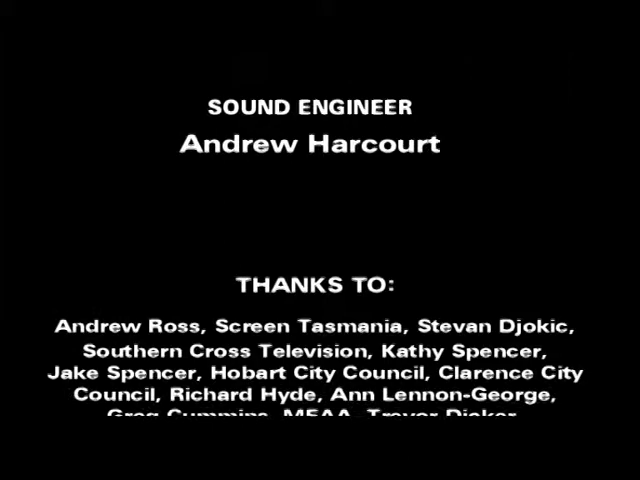 SOUND ENGINEER
Andrew Harcourt
THANKS TO:
Andrew Ross, Screen Tasmania, Stevan Djokic,
Southern Cross Television, Kathy Spencer,
Jake Spencer, Hobart City Council, Clarence City
Council, Richard Hyde, Ann Lennon-George,
Greg Cummins, MEAA, Trevor